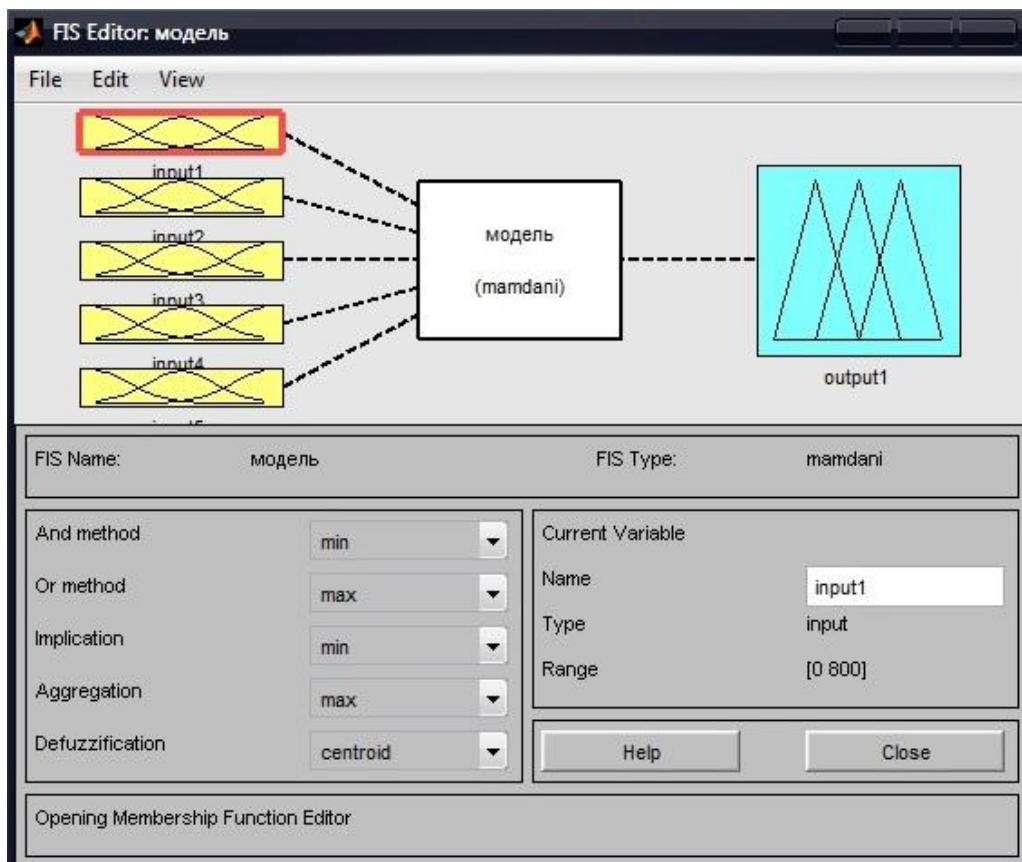 FIS Editor: модель
File Edit View
input1
input2
input3
input4
модель
(mamdani)
output1
FIS Name: модель FIS Type: mamdani
And method min
Or method max
Implication min
Aggregation max
Defuzzification centroid
Current Variable
Name input1
Type input
Range [0 800]
Help Close
Opening Membership Function Editor